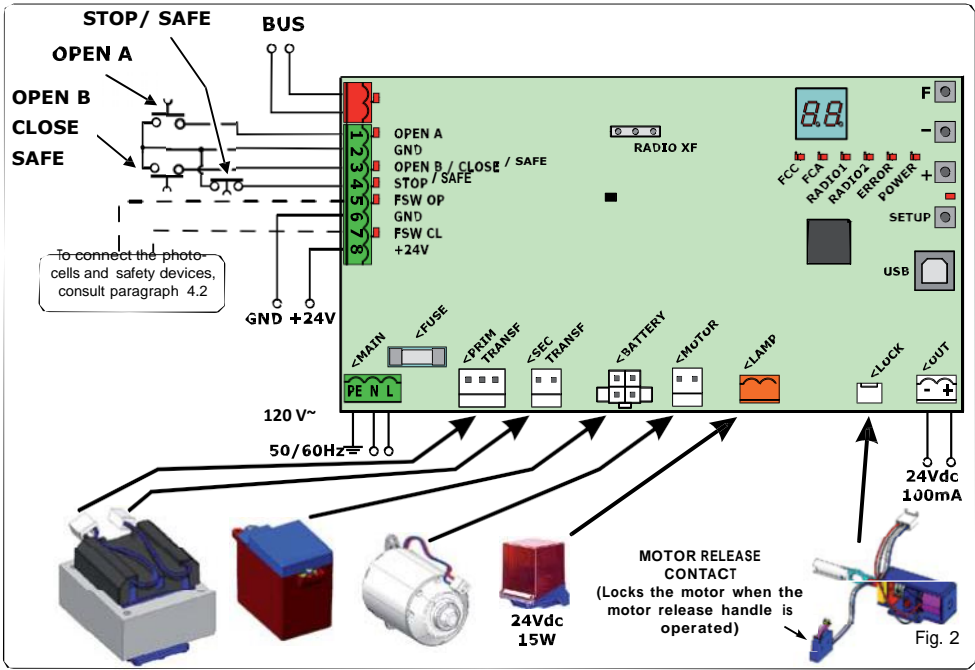 STOP/ SAFE
BUS
OPEN A
OPEN B
CLOSE
SAFE
1 OPEN A
2 GND
3 OPEN B / CLOSE / SAFE
4 STOP / SAFE
5 FSW OP
6 GND
7 FSW CL
8 +24V
To connect the photo-
cells and safety devices,
consult paragraph 4.2
GND +24V
RADIO XF
88
FCC
FCA
RADIO1
RADIO2
ERROR
POWER
F
-
+
SETUP
USB
<MAIN
<FUSE
<PRIM
TRANSF
<SEC
TRANSF
<BATTERY
<MOTOR
<LAMP
<LOCK
<OUT
PE N L
- +
120 V~
50/60Hz
24Vdc
100mA
24Vdc
15W
MOTOR RELEASE
CONTACT
(Locks the motor when the
motor release handle is
operated)
Fig. 2